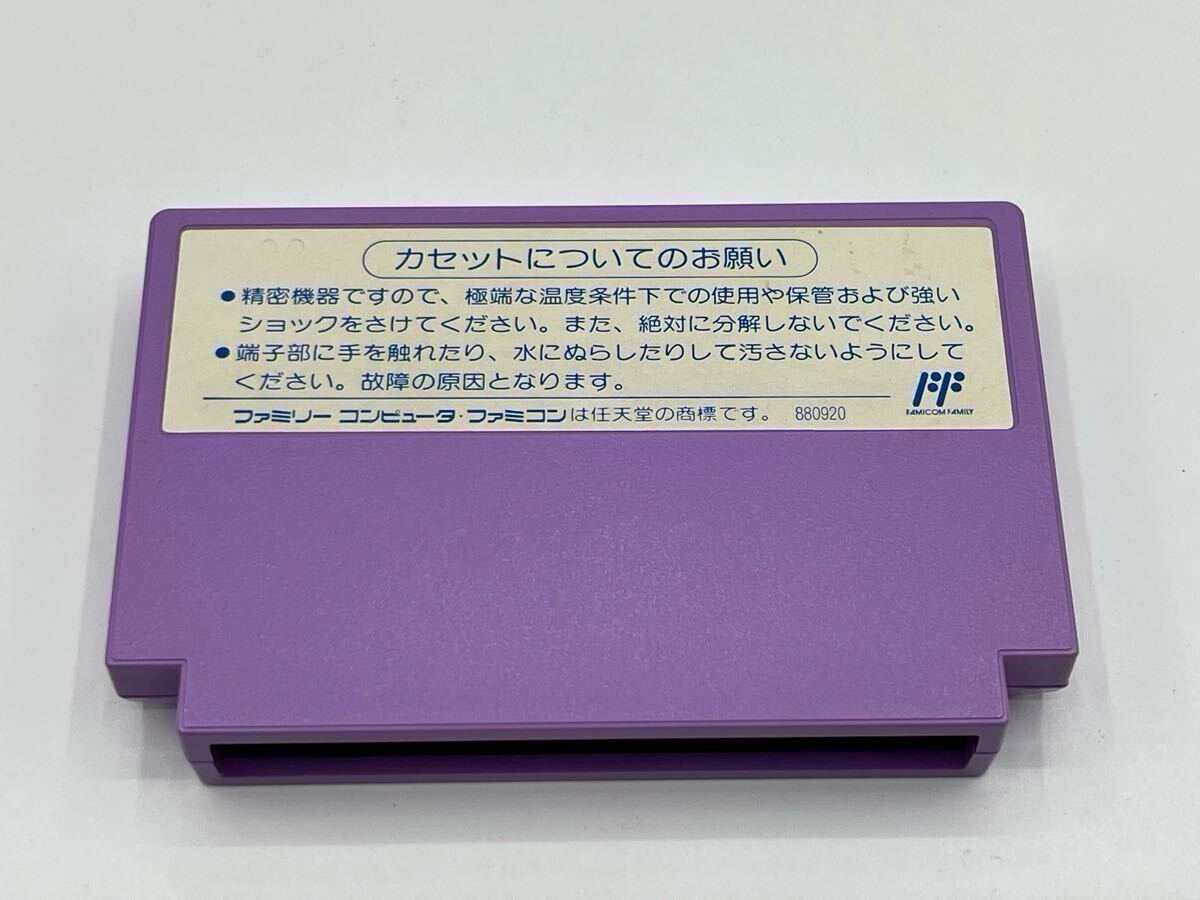 カセットについてのお願い
●精密機器ですので、極端な温度条件下での使用や保管および強い
ショックをさけてください。また、絶対に分解しないでください。
●端子部に手を触れたり、水にぬらしたりして汚さないようにして
ください。故障の原因となります。
FAMICOM FAMILY
ファミリー コンピュータ・ファミコンは任天堂の商標です。 880920